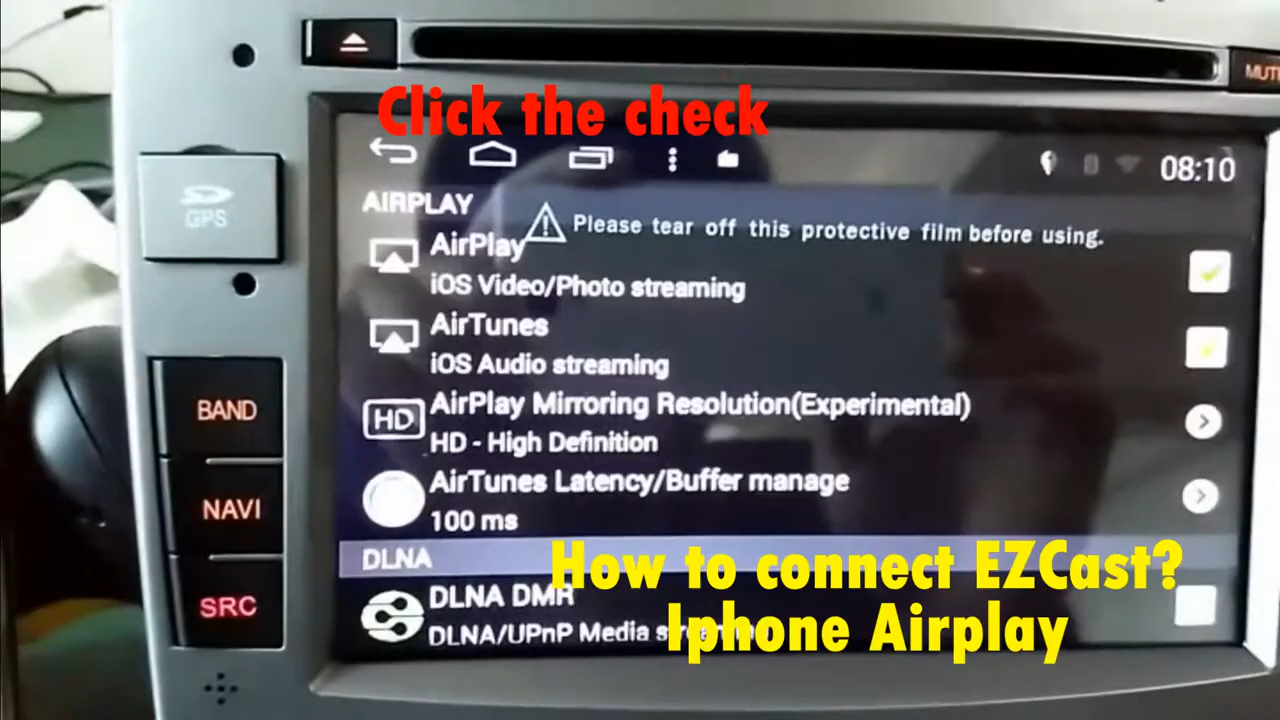 MUTE
Click the check
GPS
08:10
AIRPLAY
Please tear off this protective film before using.
AirPlay
iOS Video/Photo streaming
AirTunes
iOS Audio streaming
AirPlay Mirroring Resolution(Experimental)
HD
HD - High Definition
BAND
AirTunes Latency/Buffer manage
100 ms
NAVI
DLNA
How to connect EZCast?
DLNA DMR
SRC
DLNA/UPnP Media
Iphone Airplay